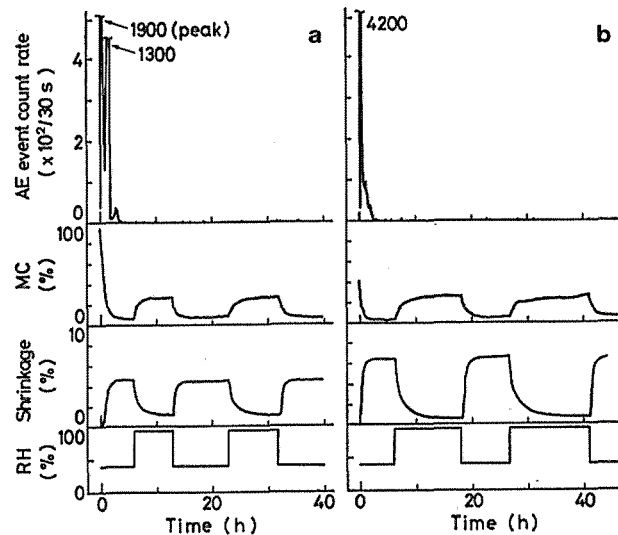 1900 (peak)
1300
a
4200
b
AE event count rate
(x 10²/30 s)
4
2
0
MC
(%)
100
0
Shrinkage
(%)
10
0
RH
(%)
100
0
0
20
40
0
20
40
Time (h)
Time (h)